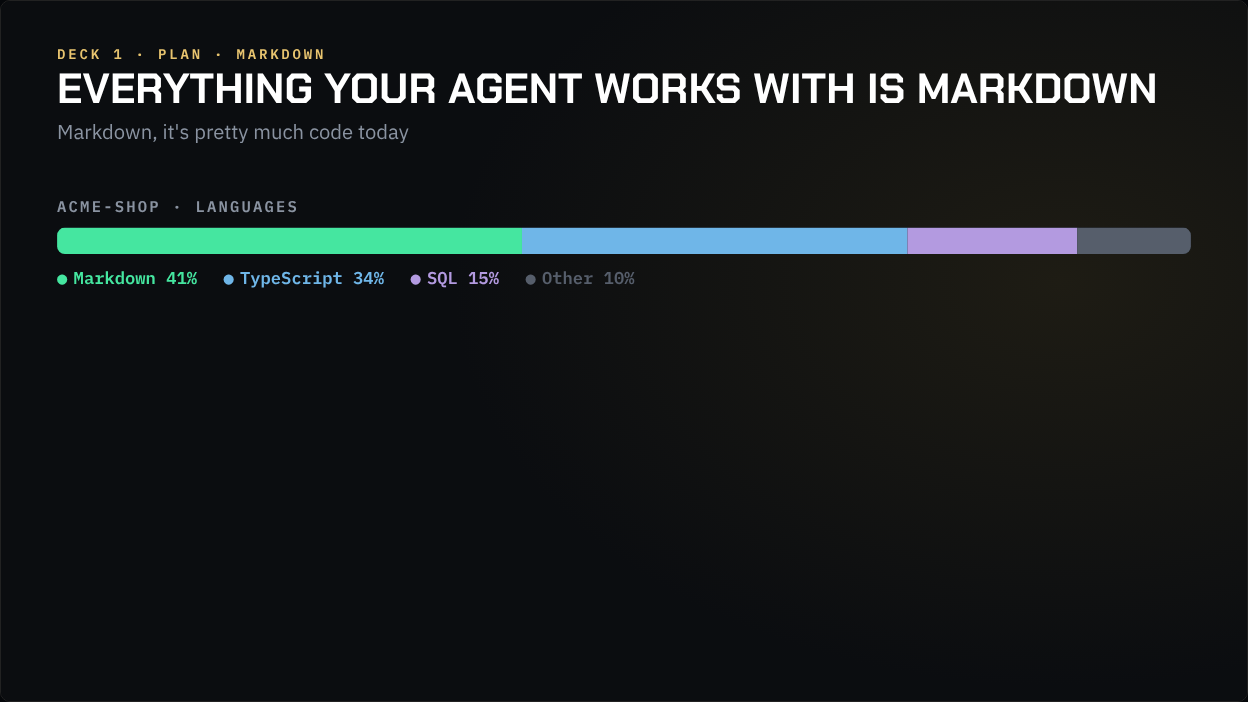 DECK 1 · PLAN · MARKDOWN
EVERYTHING YOUR AGENT WORKS WITH IS MARKDOWN
Markdown, it's pretty much code today
ACME-SHOP · LANGUAGES
Markdown 41% TypeScript 34% SQL 15% Other 10%